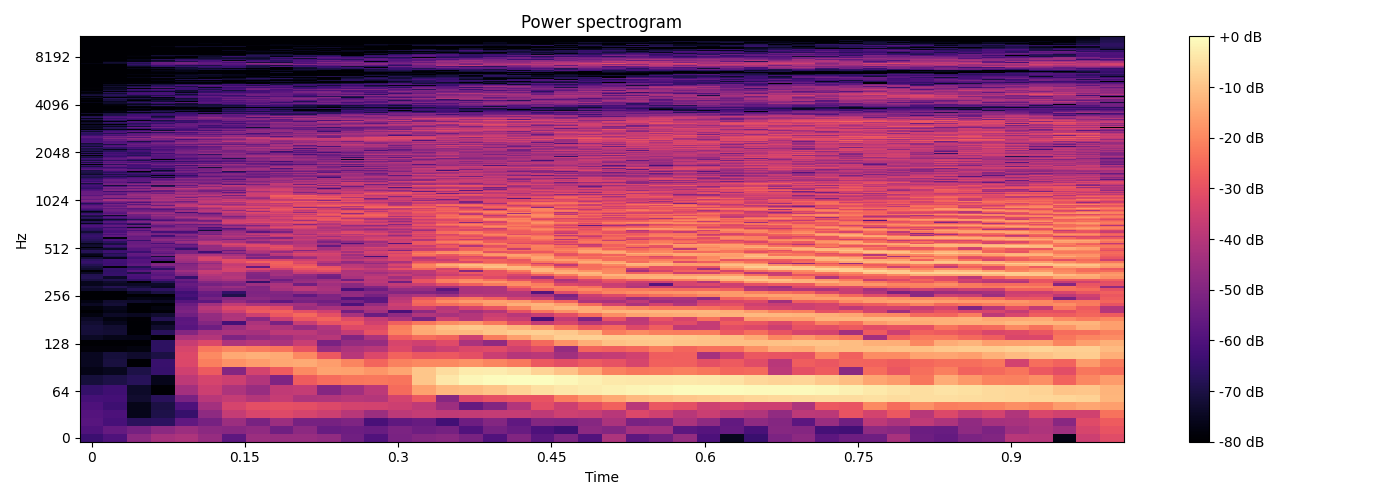 Power spectrogram
8192
4096
2048
1024
512
256
128
64
0
Hz
0 0.15 0.3 0.45 0.6 0.75 0.9
Time
+0 dB
-10 dB
-20 dB
-30 dB
-40 dB
-50 dB
-60 dB
-70 dB
-80 dB